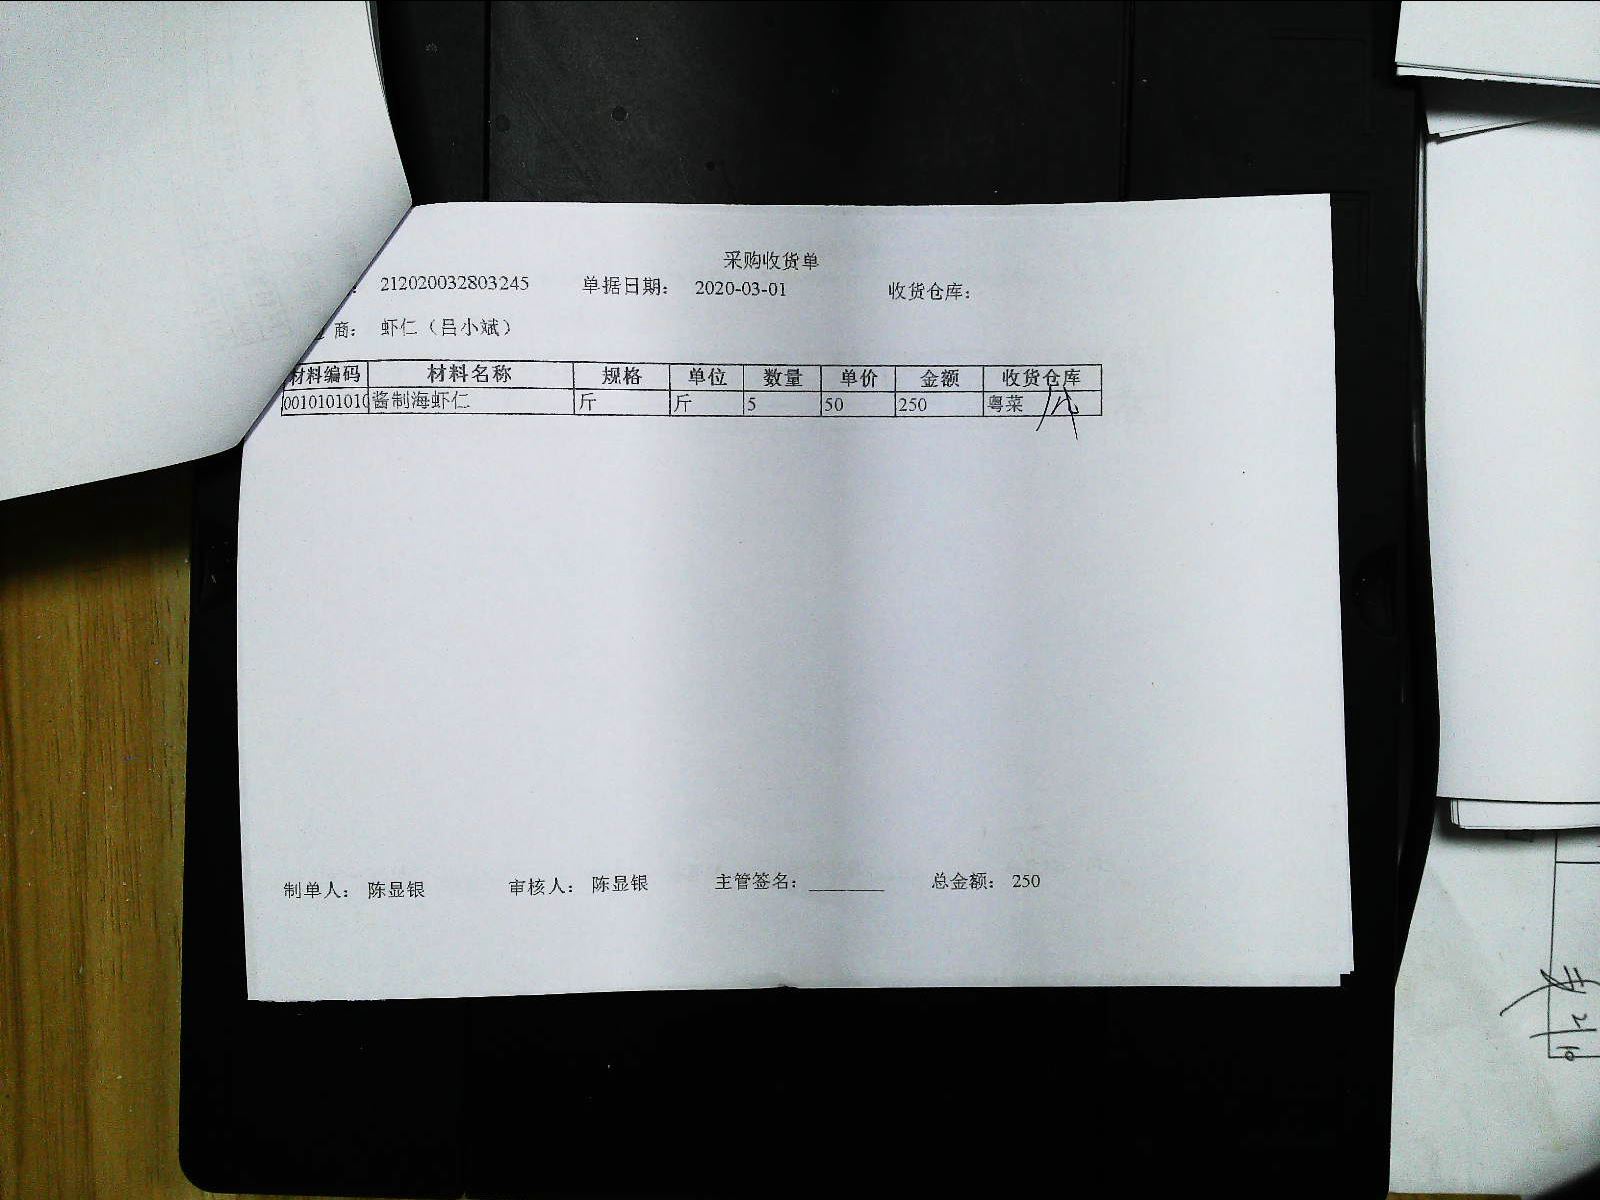 采购收货单
: 212020032803245 单据日期: 2020-03-01 收货仓库:
商: 虾仁（吕小斌）
材料编码 材料名称 规格 单位 数量 单价 金额 收货仓库
0010101010 酱制海虾仁 斤 斤 5 50 250 粤菜
制单人: 陈显银 审核人: 陈显银 主管签名: ________ 总金额: 250